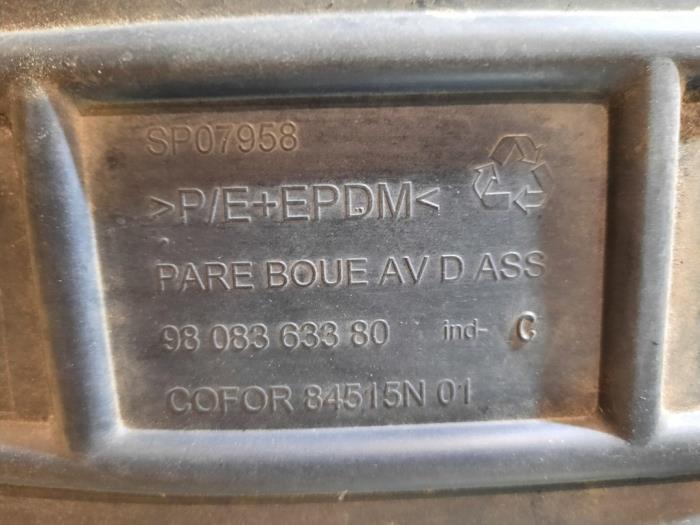 SP07958
>P/E+EPDM<
PARE BOUE AV D ASS
98 083 633 80 ind- C
COFOR 84515N 01